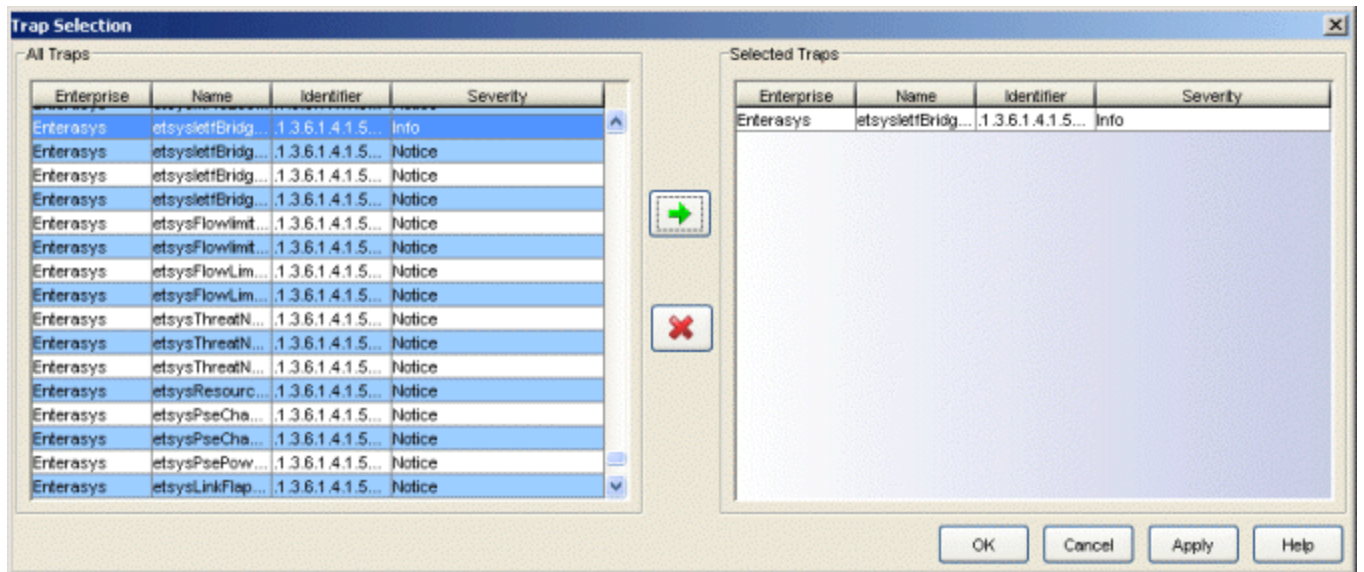 Trap Selection
All Traps
Enterprise Name Identifier Severity
Enterasys etsysIetfBridg... .1.3.6.1.4.1.5... Info
Enterasys etsysIetfBridg... .1.3.6.1.4.1.5... Notice
Enterasys etsysIetfBridg... .1.3.6.1.4.1.5... Notice
Enterasys etsysIetfBridg... .1.3.6.1.4.1.5... Notice
Enterasys etsysFlowlimit... .1.3.6.1.4.1.5... Notice
Enterasys etsysFlowlimit... .1.3.6.1.4.1.5... Notice
Enterasys etsysFlowLim... .1.3.6.1.4.1.5... Notice
Enterasys etsysFlowLim... .1.3.6.1.4.1.5... Notice
Enterasys etsysThreatN... .1.3.6.1.4.1.5... Notice
Enterasys etsysThreatN... .1.3.6.1.4.1.5... Notice
Enterasys etsysThreatN... .1.3.6.1.4.1.5... Notice
Enterasys etsysResourc... .1.3.6.1.4.1.5... Notice
Enterasys etsysPseCha... .1.3.6.1.4.1.5... Notice
Enterasys etsysPseCha... .1.3.6.1.4.1.5... Notice
Enterasys etsysPsePow... .1.3.6.1.4.1.5... Notice
Enterasys etsysLinkFlap... .1.3.6.1.4.1.5... Notice
Selected Traps
Enterprise Name Identifier Severity
Enterasys etsysIetfBridg... .1.3.6.1.4.1.5... Info
OK Cancel Apply Help